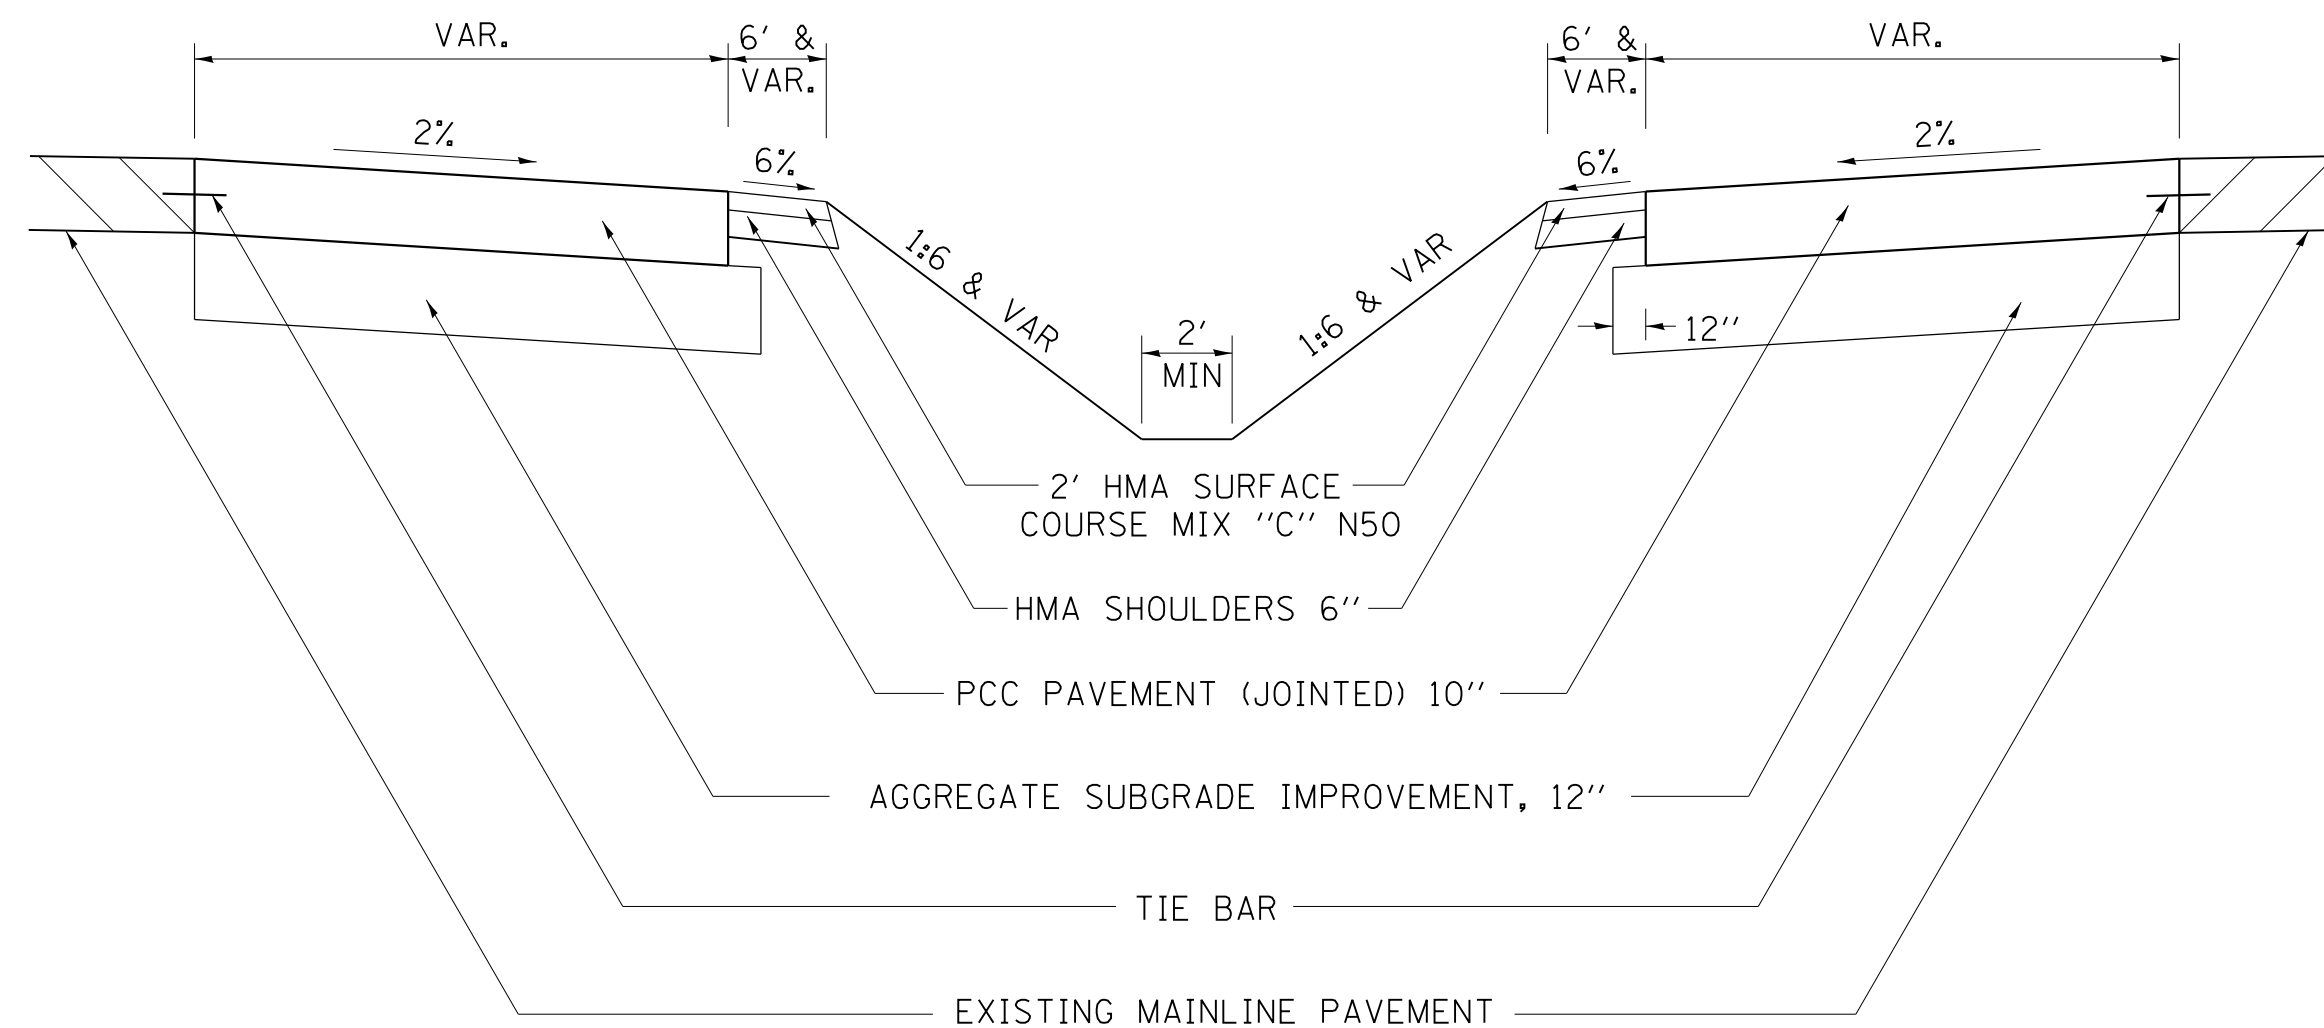 VAR.
6' &
VAR.
6' &
VAR.
VAR.
2%
6%
6%
2%
1:6 & VAR
1:6 & VAR
2'
MIN
12"
2' HMA SURFACE
COURSE MIX "C" N50
HMA SHOULDERS 6"
PCC PAVEMENT (JOINTED) 10"
AGGREGATE SUBGRADE IMPROVEMENT, 12"
TIE BAR
EXISTING MAINLINE PAVEMENT